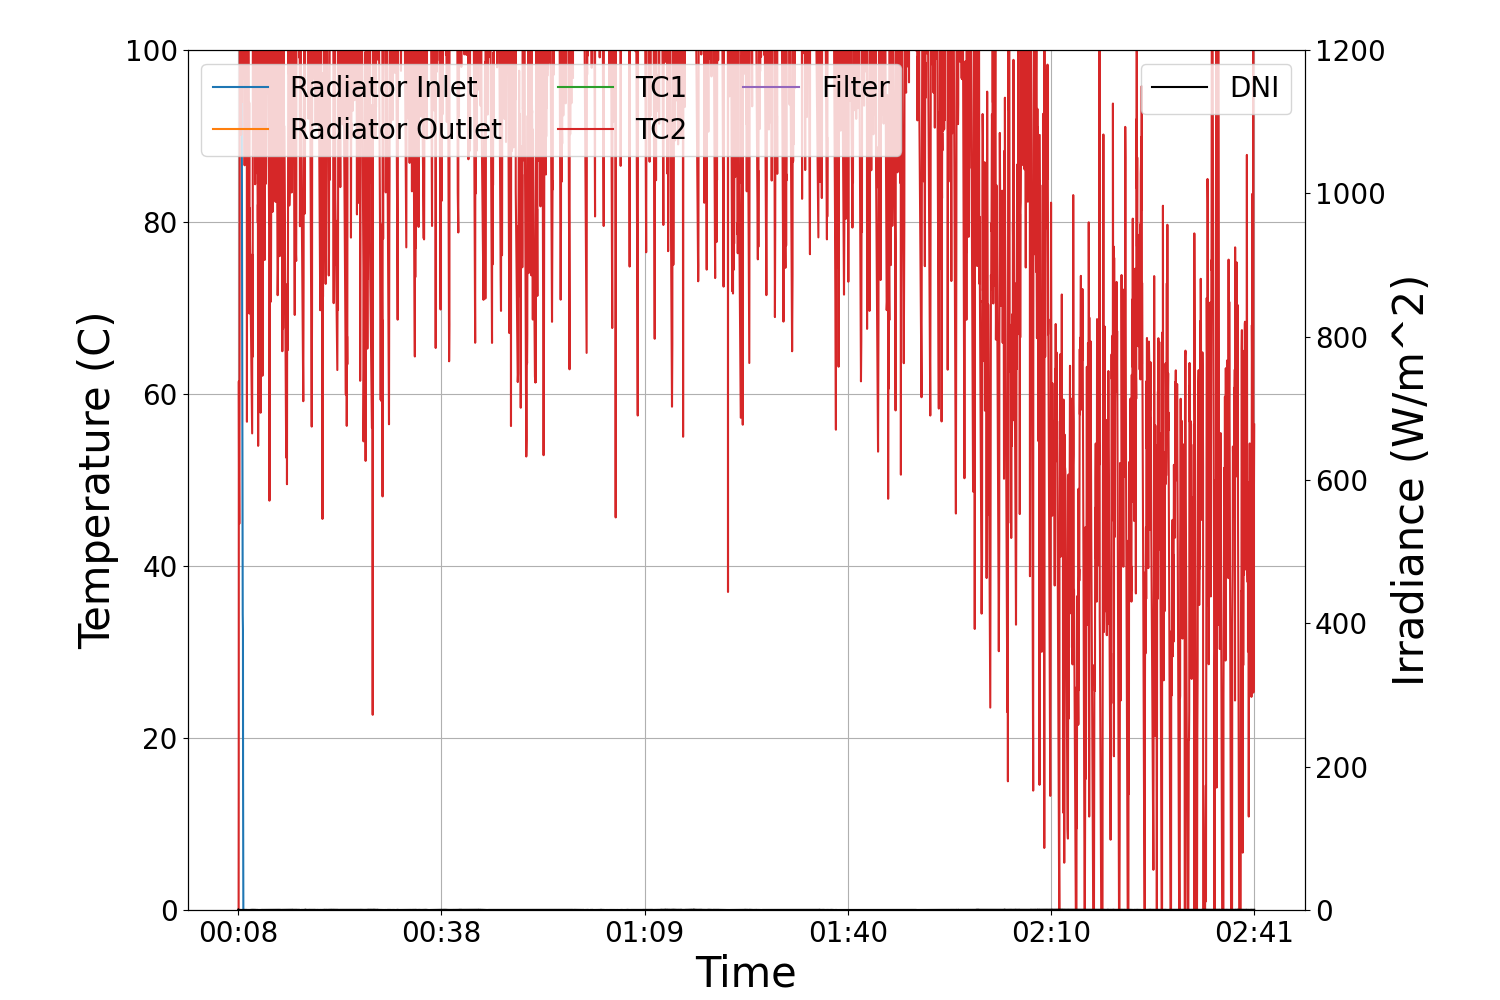 100
80
60
40
20
0
Temperature (C)
Radiator Inlet
Radiator Outlet
TC1
TC2
Filter
DNI
1200
1000
800
600
400
200
0
Irradiance (W/m^2)
00:08 00:38 01:09 01:40 02:10 02:41
Time